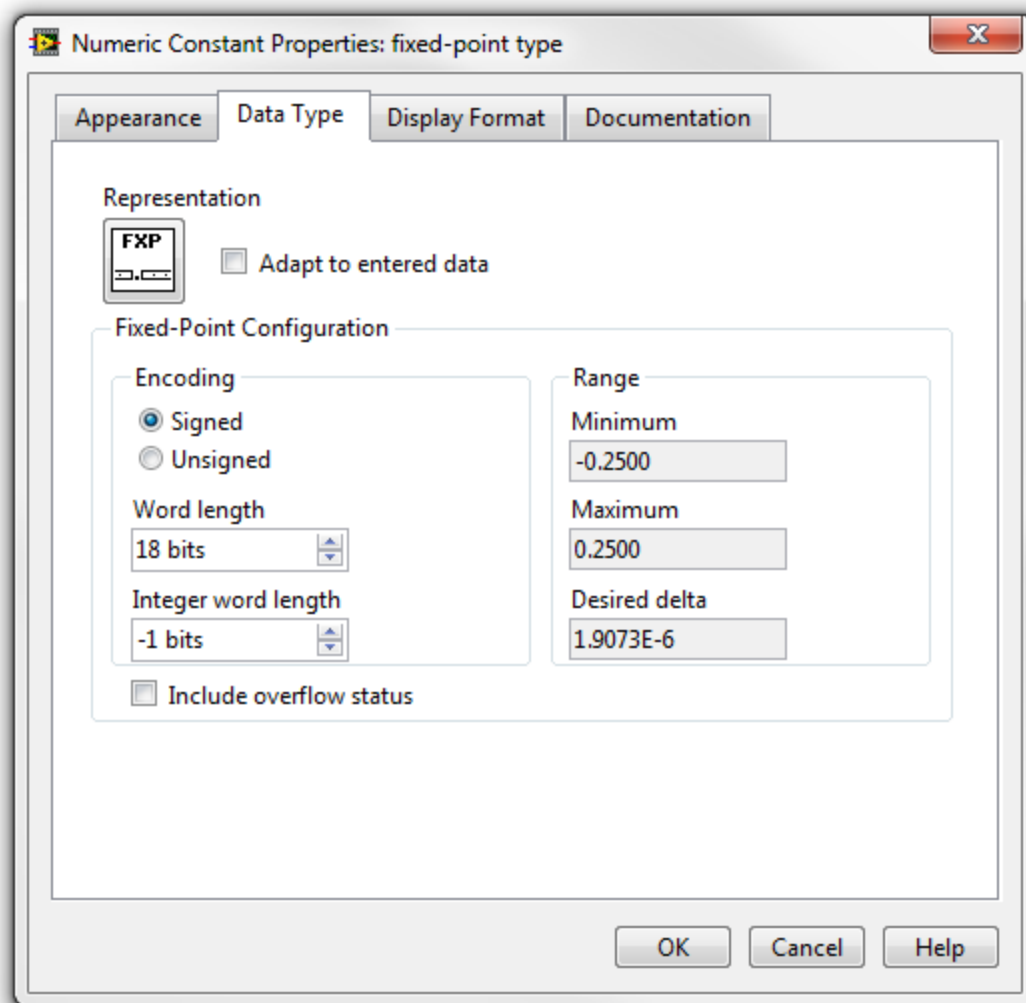 Numeric Constant Properties: fixed-point type
X
Appearance
Data Type
Display Format
Documentation
Representation
FXP
Adapt to entered data
Fixed-Point Configuration
Encoding
Signed
Unsigned
Word length
18 bits
Integer word length
-1 bits
Range
Minimum
-0.2500
Maximum
0.2500
Desired delta
1.9073E-6
Include overflow status
OK
Cancel
Help